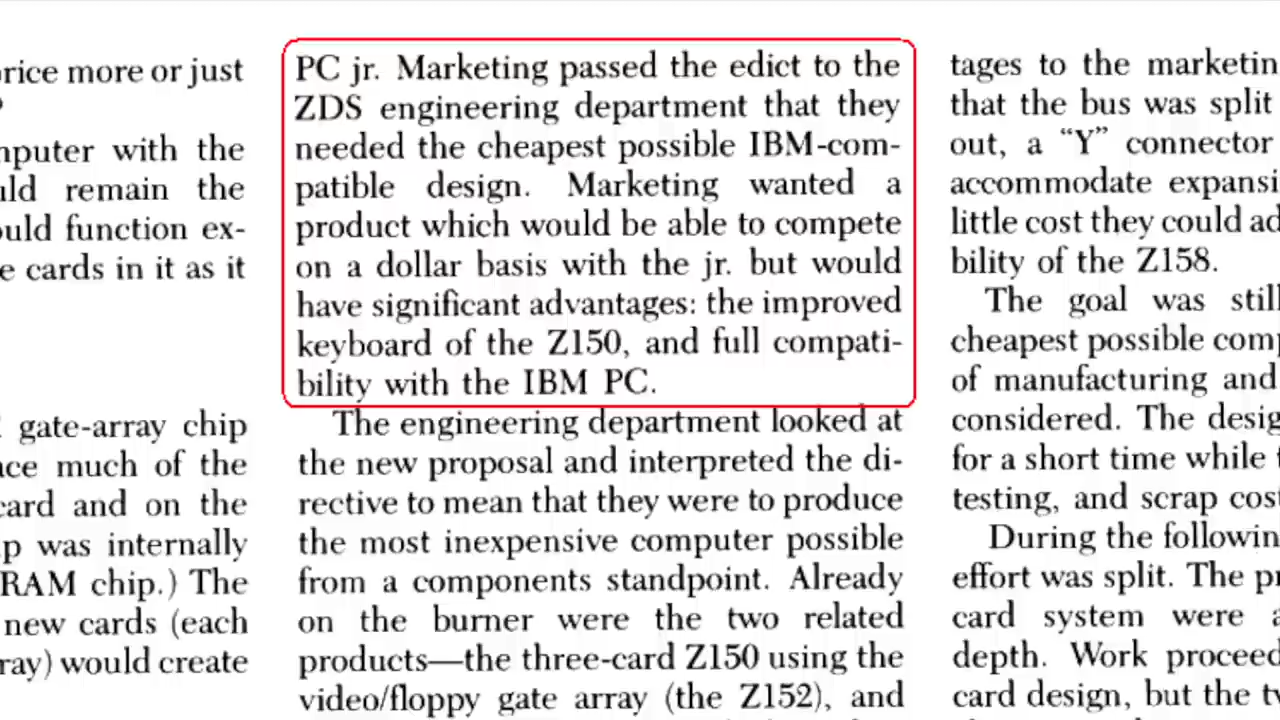 rice more or just
mputer with the
uld remain the
ould function ex-
e cards in it as it
gate-array chip
ace much of the
card and on the
p was internally
RAM chip.) The
new cards (each
ray) would create
PC jr. Marketing passed the edict to the
ZDS engineering department that they
needed the cheapest possible IBM-com-
patible design. Marketing wanted a
product which would be able to compete
on a dollar basis with the jr. but would
have significant advantages: the improved
keyboard of the Z150, and full compati-
bility with the IBM PC.
The engineering department looked at
the new proposal and interpreted the di-
rective to mean that they were to produce
the most inexpensive computer possible
from a components standpoint. Already
on the burner were the two related
products—the three-card Z150 using the
video/floppy gate array (the Z152), and
tages to the marketin
that the bus was split
out, a “Y” connector
accommodate expansi
little cost they could ad
bility of the Z158.
The goal was still
cheapest possible comp
of manufacturing and
considered. The desig
for a short time while
testing, and scrap cos
During the followin
effort was split. The pr
card system were a
depth. Work proceed
card design, but the tw